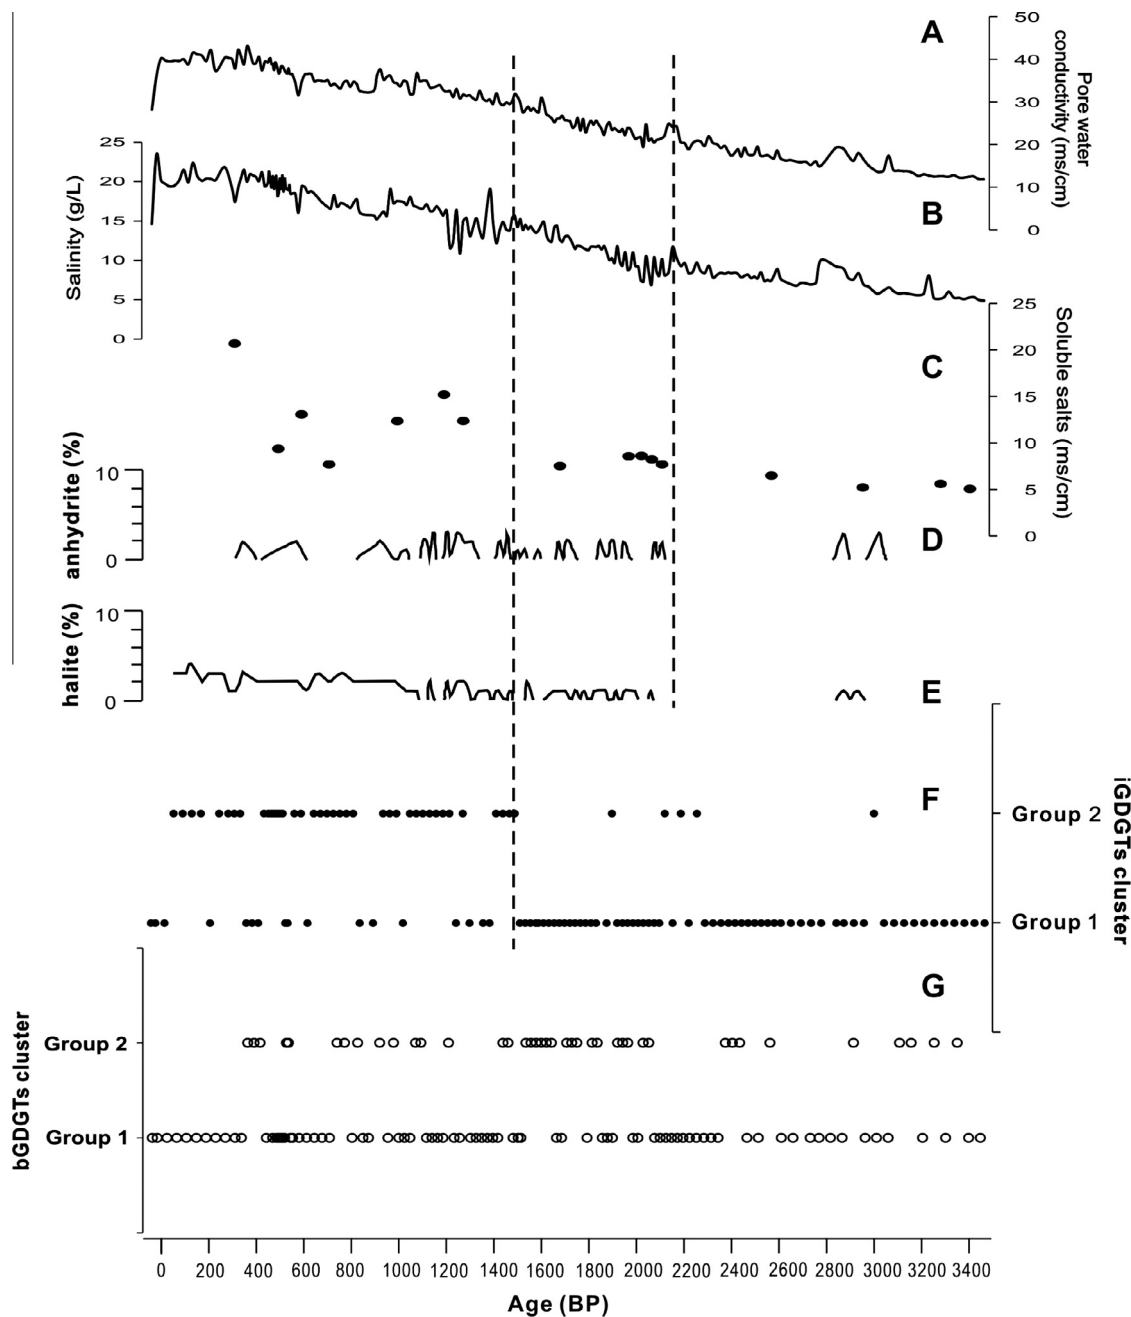 A
50
40
30
20
10
0
Pore water
conductivity (ms/cm)
25
20
15
10
5
0
Salinity (g/L)
B
25
20
15
10
5
0
Soluble salts (ms/cm)
C
10
0
anhydrite (%)
D
10
0
halite (%)
E
F
Group 2
Group 1
iGDGTs cluster
G
Group 2
Group 1
bGDGTs cluster
0 200 400 600 800 1000 1200 1400 1600 1800 2000 2200 2400 2600 2800 3000 3200 3400
Age (BP)